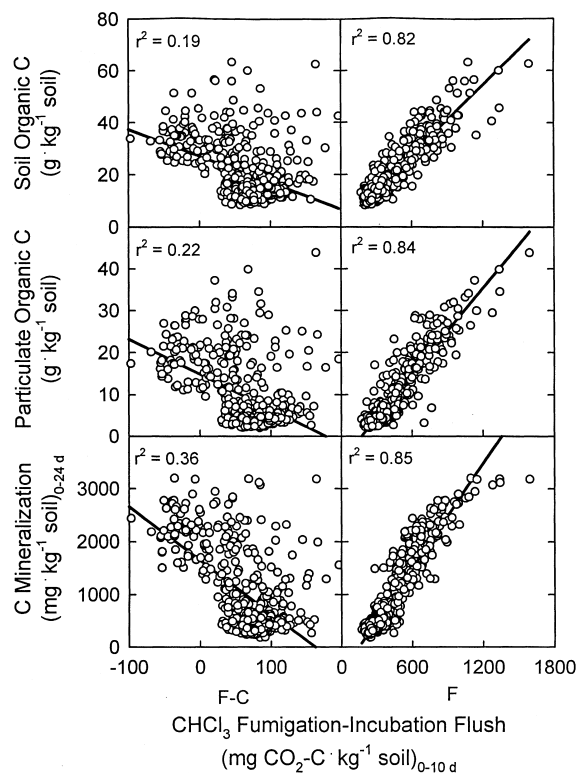 80
60
40
20
0
Soil Organic C
(g · kg⁻¹ soil)
r² = 0.19
r² = 0.82
40
30
20
10
0
Particulate Organic C
(g · kg⁻¹ soil)
r² = 0.22
r² = 0.84
3000
2000
1000
0
C Mineralization
(mg · kg⁻¹ soil)₀₋₂₄ d
r² = 0.36
r² = 0.85
-100 0 100 0 600 1200 1800
F-C F
CHCl₃ Fumigation-Incubation Flush
(mg CO₂-C · kg⁻¹ soil)₀₋₁₀ d